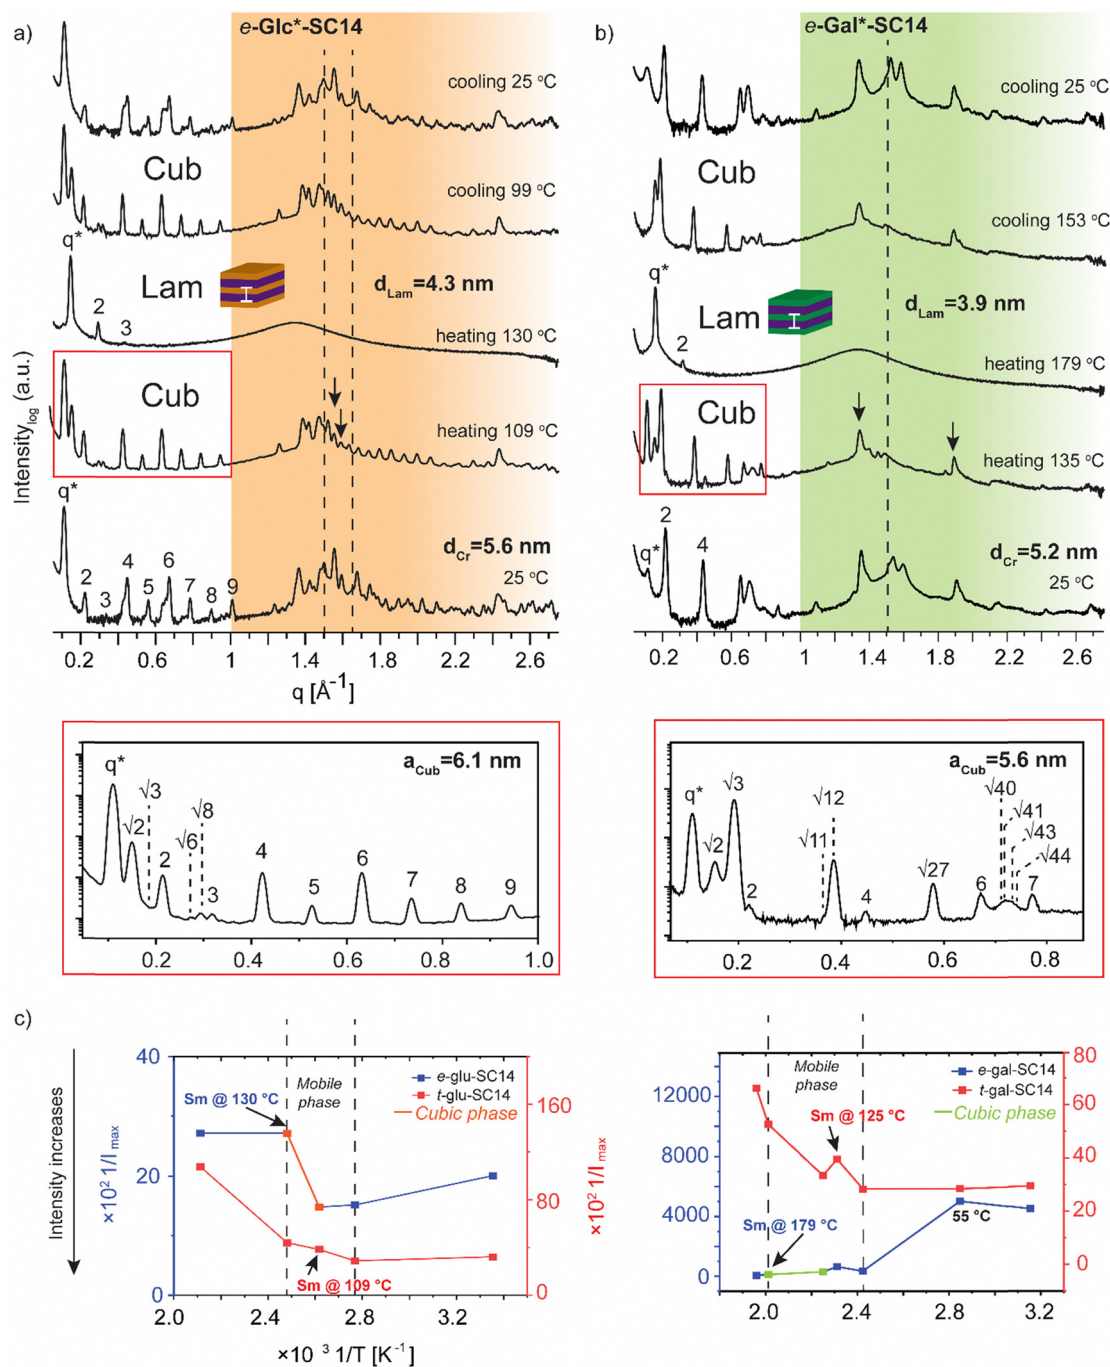 a)
e-Glc*-SC14
cooling 25 °C
Cub
cooling 99 °C
q*
Lam
d_Lam=4.3 nm
2
3
heating 130 °C
Cub
heating 109 °C
q*
2
3
4
5
6
7
8
9
d_Cr=5.6 nm
25 °C
Intensity_log (a.u.)
0.2 0.6 1 1.4 1.8 2.2 2.6
q [Å⁻¹]
b)
e-Gal*-SC14
cooling 25 °C
Cub
cooling 153 °C
q*
Lam
d_Lam=3.9 nm
2
heating 179 °C
Cub
heating 135 °C
2
q*
4
d_Cr=5.2 nm
25 °C
0.2 0.6 1.0 1.4 1.8 2.2 2.6
a_Cub=6.1 nm
q*
√3
√2
√8
√6
2
3
4
5
6
7
8
9
0.2 0.4 0.6 0.8 1.0
a_Cub=5.6 nm
q*
√3
√2
2
√12
√11
4
√27
6
√40
√41
√43
√44
7
0.2 0.4 0.6 0.8
c)
Intensity increases
×10² 1/I_max
40
20
0
Sm @ 130 °C
Mobile
phase
e-glu-SC14
t-glu-SC14
Cubic phase
Sm @ 109 °C
160
80
0
×10² 1/I_max
2.0 2.4 2.8 3.2
×10³ 1/T [K⁻¹]
12000
8000
4000
0
Mobile
phase
e-gal-SC14
t-gal-SC14
Cubic phase
Sm @ 125 °C
Sm @ 179 °C
55 °C
80
60
40
20
0
2.0 2.4 2.8 3.2